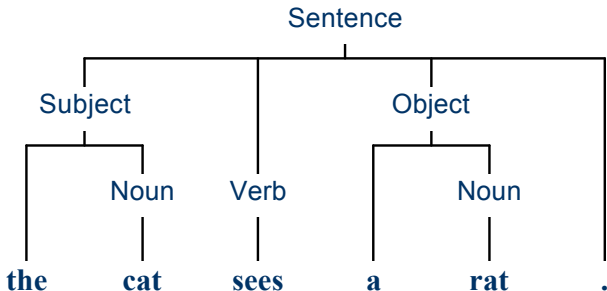 Sentence
Subject Object
Noun Verb Noun
the cat sees a rat .